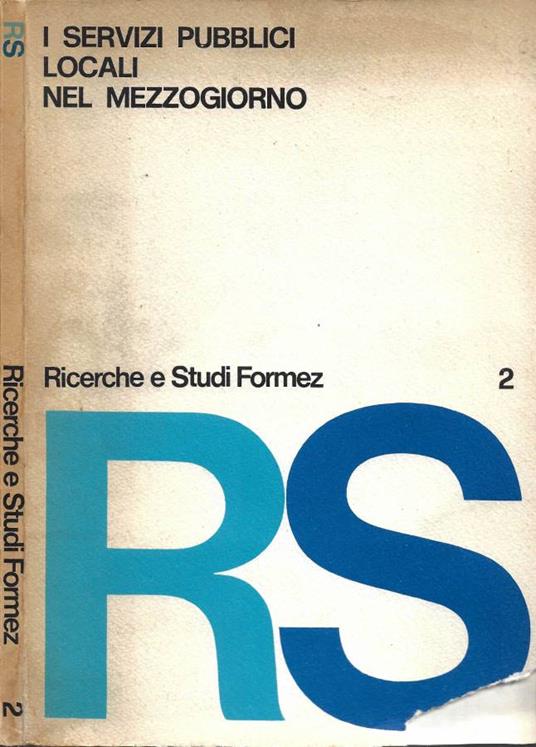 RS
Ricerche e Studi Formez
2
I SERVIZI PUBBLICI
LOCALI
NEL MEZZOGIORNO
Ricerche e Studi Formez 2
RS